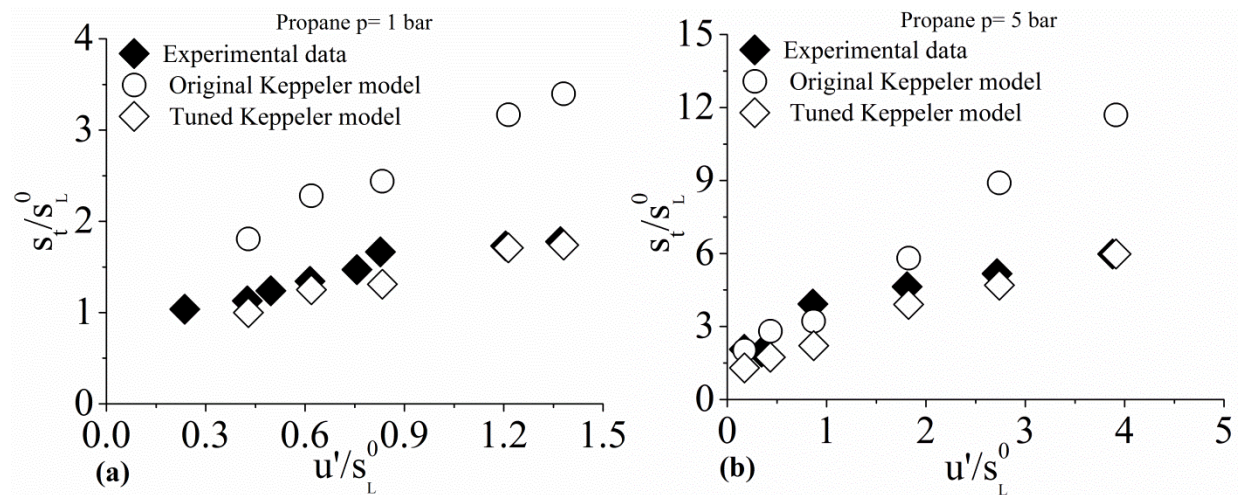 Propane p= 1 bar
4
Experimental data
Original Keppeler model
Tuned Keppeler model
3
2
1
0
s_t/s_L^0
0.0 0.3 0.6 0.9 1.2 1.5
(a)
u'/s_L^0
Propane p= 5 bar
15
Experimental data
Original Keppeler model
12
Tuned Keppeler model
9
6
3
0
s_t/s_L^0
0 1 2 3 4 5
(b)
u'/s_L^0